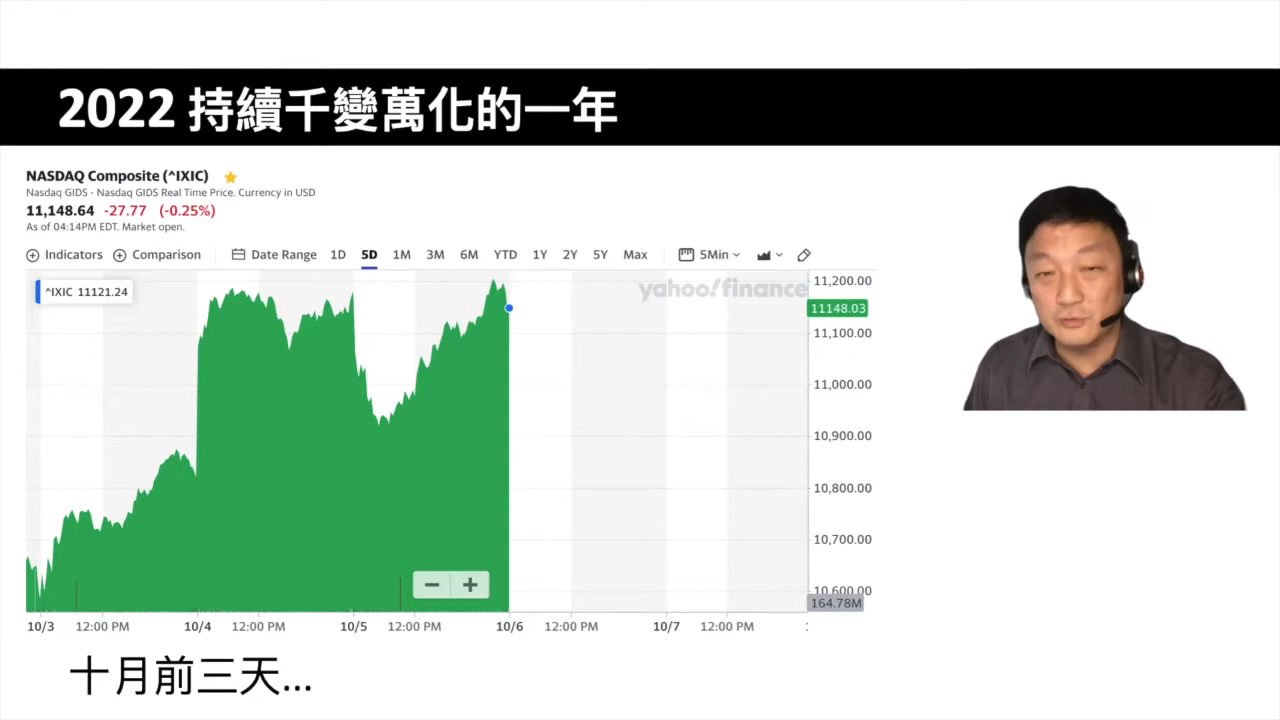 2022 持續千變萬化的一年
NASDAQ Composite (^IXIC)
Nasdaq GIDS - Nasdaq GIDS Real Time Price. Currency in USD
11,148.64 -27.77 (-0.25%)
As of 04:14PM EDT. Market open.
Indicators Comparison Date Range 1D 5D 1M 3M 6M YTD 1Y 2Y 5Y Max 5Min
^IXIC 11121.24
yahoo!finance
11,200.00
11148.03
11,100.00
11,000.00
10,900.00
10,800.00
10,700.00
10,600.00
164.78M
10/3 12:00 PM 10/4 12:00 PM 10/5 12:00 PM 10/6 12:00 PM 10/7 12:00 PM
十月前三天...